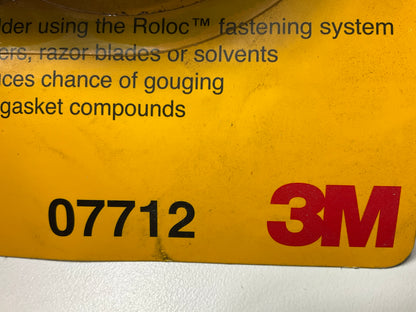 lder using the Roloc™ fastening system
ers, razor blades or solvents
uces chance of gouging
gasket compounds
07712
3M